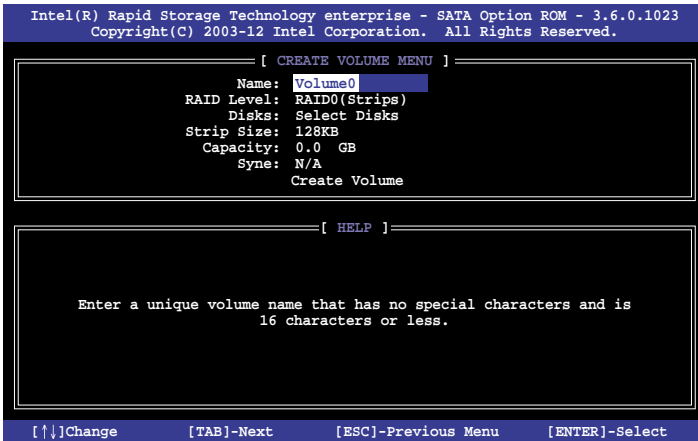 Intel(R) Rapid Storage Technology enterprise - SATA Option ROM - 3.6.0.1023
Copyright(C) 2003-12 Intel Corporation. All Rights Reserved.
[ CREATE VOLUME MENU ]
Name: Volume0
RAID Level: RAID0(Strips)
Disks: Select Disks
Strip Size: 128KB
Capacity: 0.0 GB
Syne: N/A
Create Volume
[ HELP ]
Enter a unique volume name that has no special characters and is
16 characters or less.
[↑↓]Change [TAB]-Next [ESC]-Previous Menu [ENTER]-Select